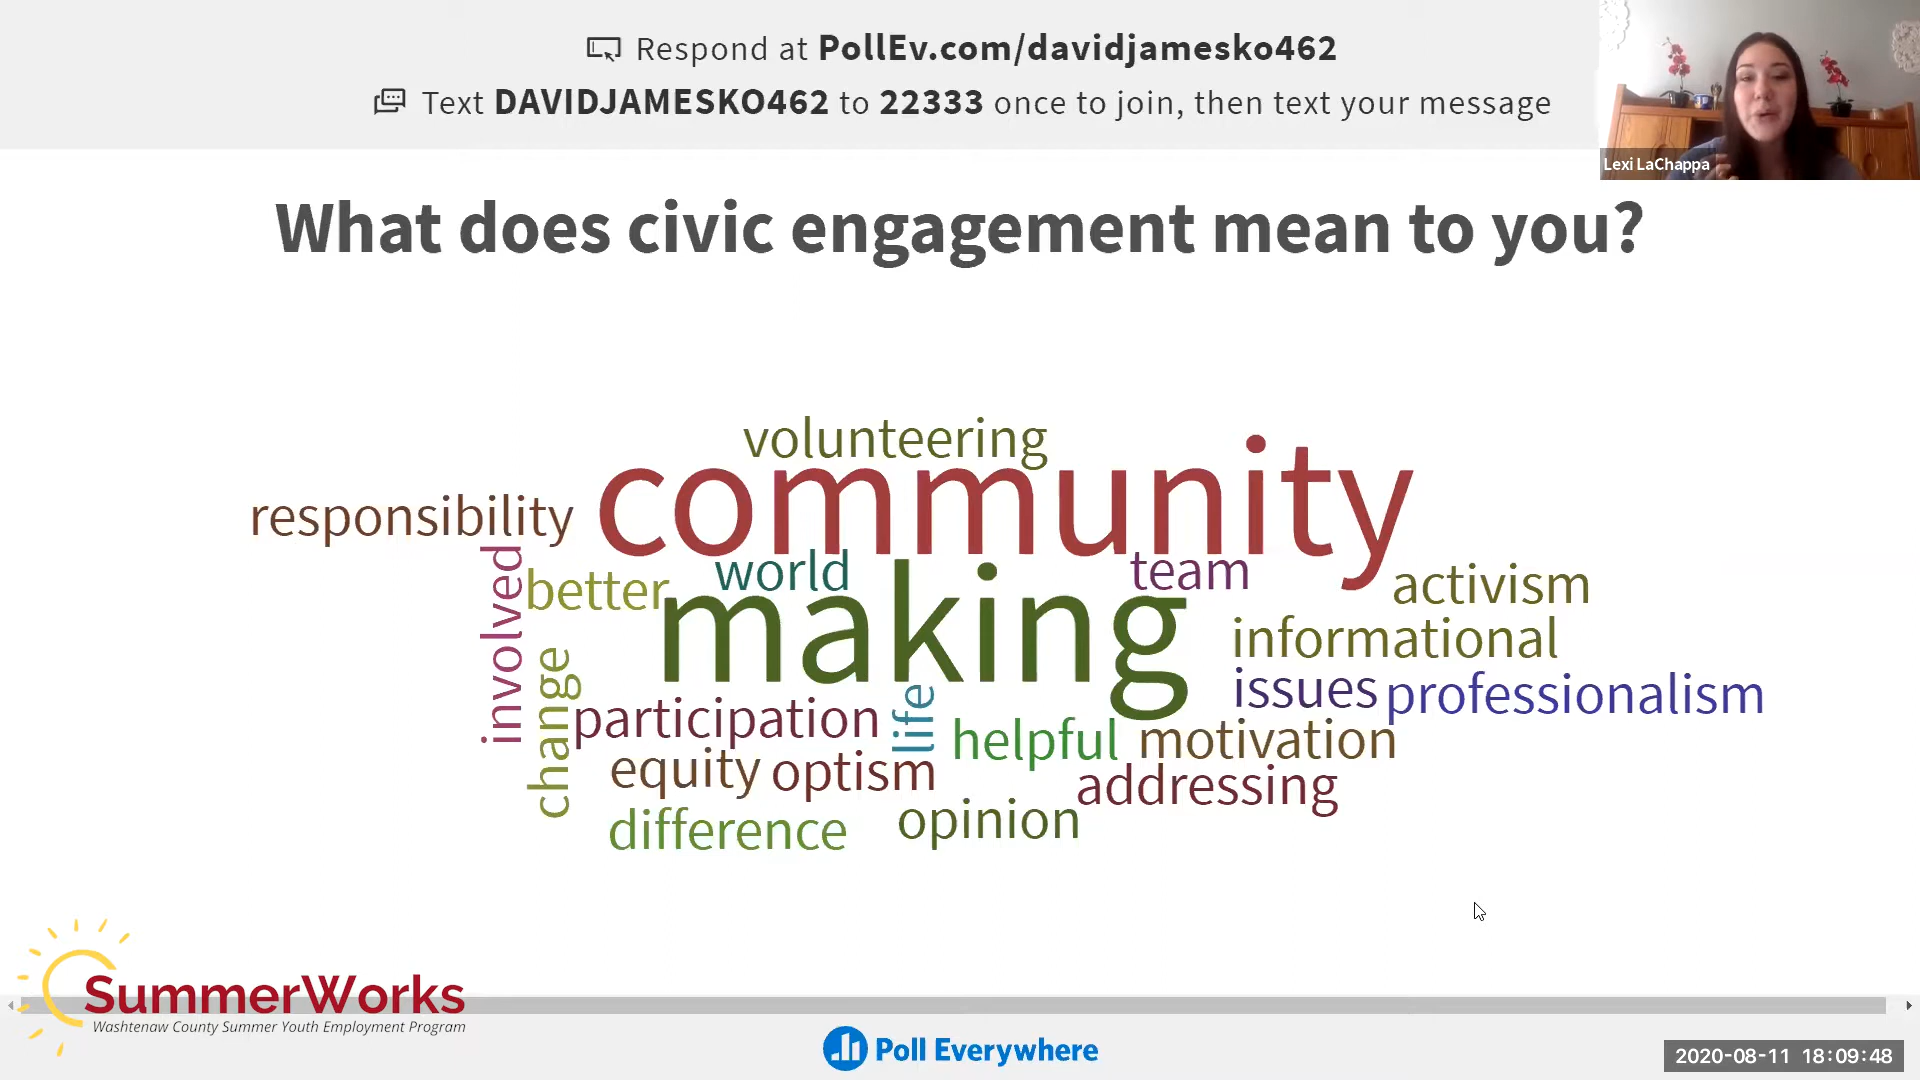 Respond at PollEv.com/davidjamesko462
Text DAVIDJAMESKO462 to 22333 once to join, then text your message
Lexi LaChappa
What does civic engagement mean to you?
volunteering
community
responsibility
involved
better
world
team
making
activism
informational
change
issues
professionalism
participation
life
helpful
motivation
equity
optism
addressing
difference
opinion
SummerWorks
Washtenaw County Summer Youth Employment Program
Poll Everywhere
2020-08-11 18:09:48